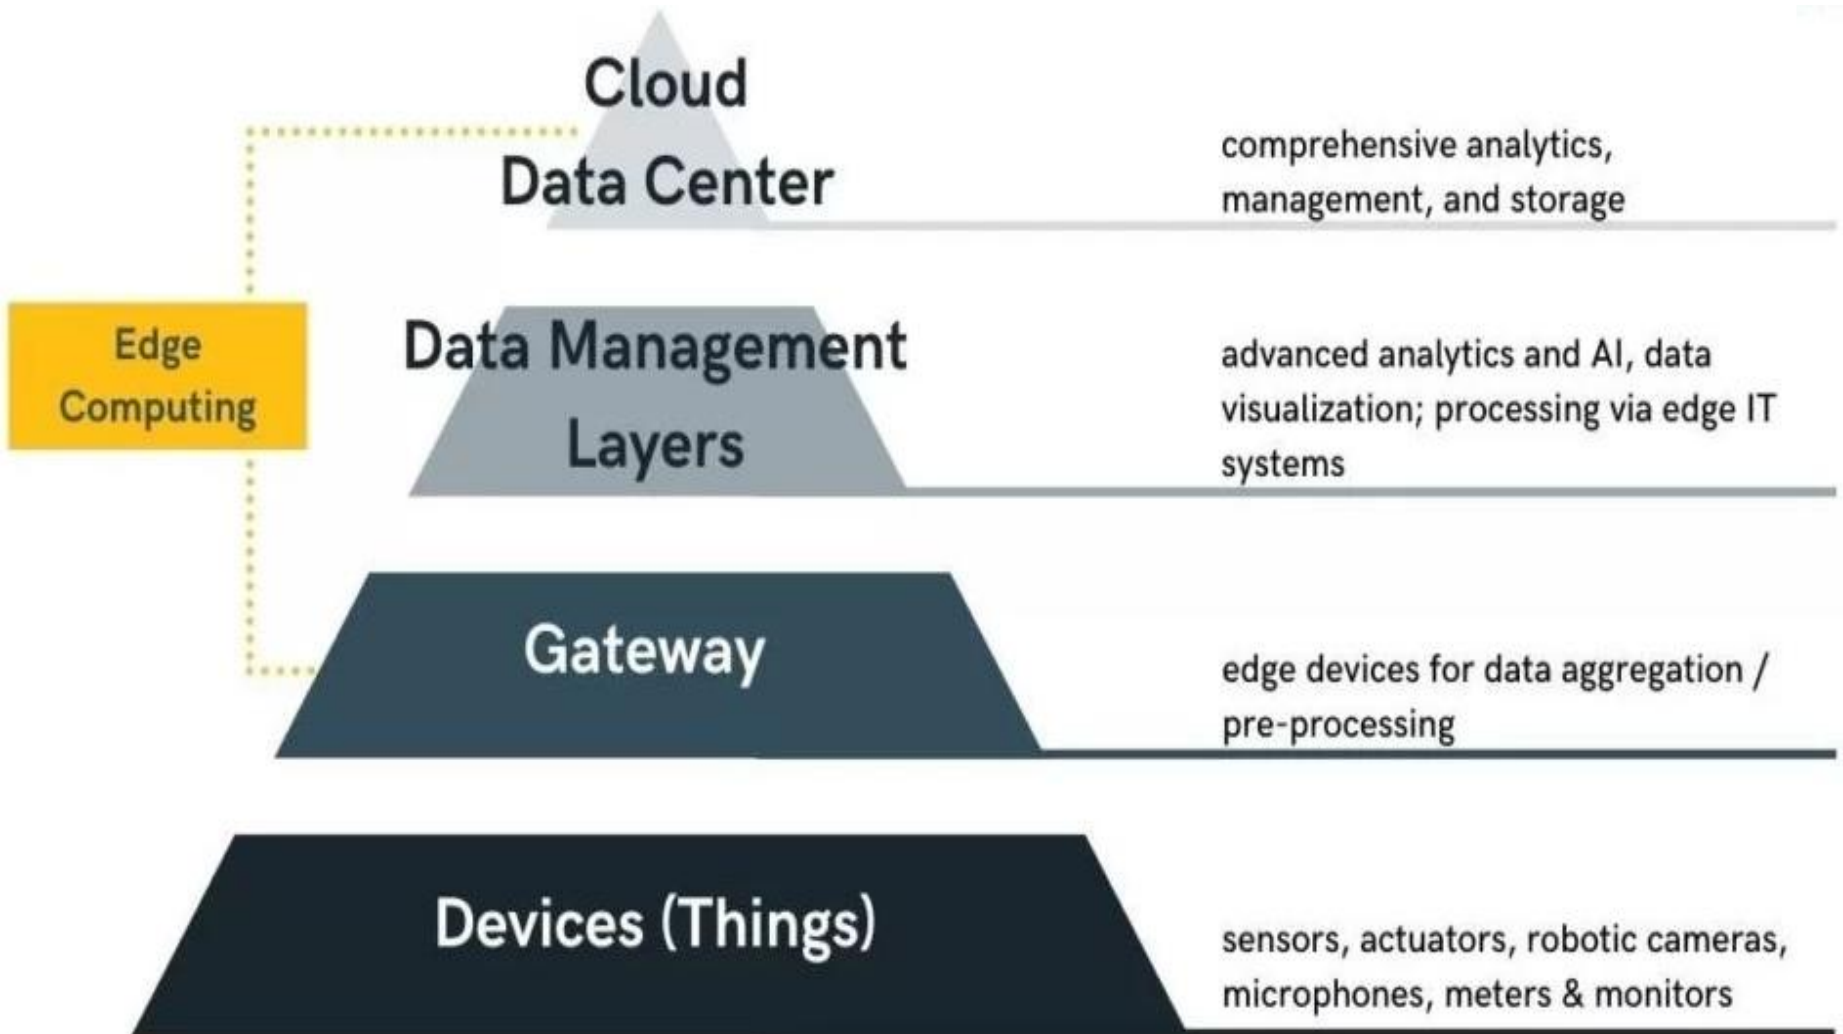 Cloud
Data Center
comprehensive analytics,
management, and storage
Edge
Computing
Data Management
Layers
advanced analytics and AI, data
visualization; processing via edge IT
systems
Gateway
edge devices for data aggregation /
pre-processing
Devices (Things)
sensors, actuators, robotic cameras,
microphones, meters & monitors